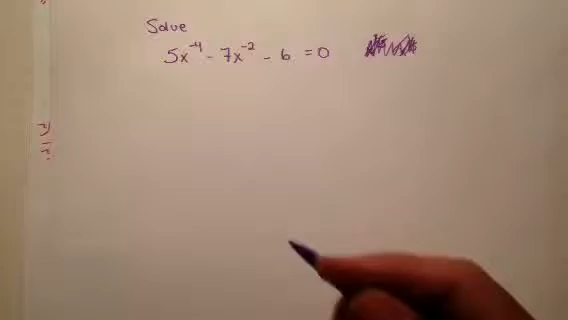 Solve
5x⁻⁴ - 7x⁻² - 6 = 0